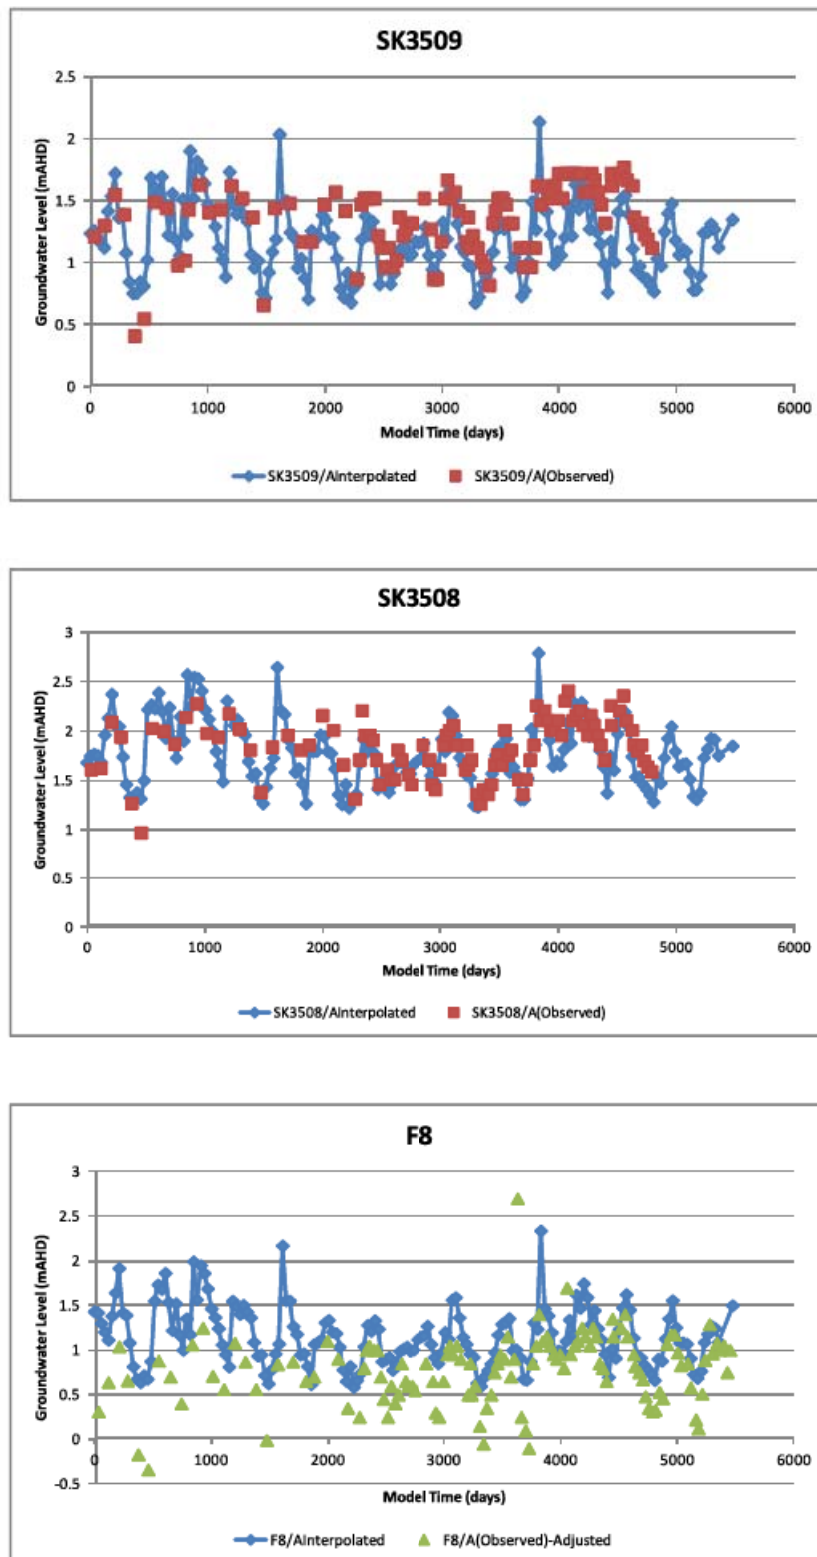 SK3509
2.5
2
1.5
1
0.5
0
0 1000 2000 3000 4000 5000 6000
Groundwater Level (mAHD)
Model Time (days)
SK3509/AInterpolated SK3509/A(Observed)
SK3508
3
2.5
2
1.5
1
0.5
0
0 1000 2000 3000 4000 5000 6000
Groundwater Level (mAHD)
Model Time (days)
SK3508/AInterpolated SK3508/A(Observed)
F8
3
2.5
2
1.5
1
0.5
0
-0.5
0 1000 2000 3000 4000 5000 6000
Groundwater Level (mAHD)
Model Time (days)
F8/AInterpolated F8/A(Observed)-Adjusted